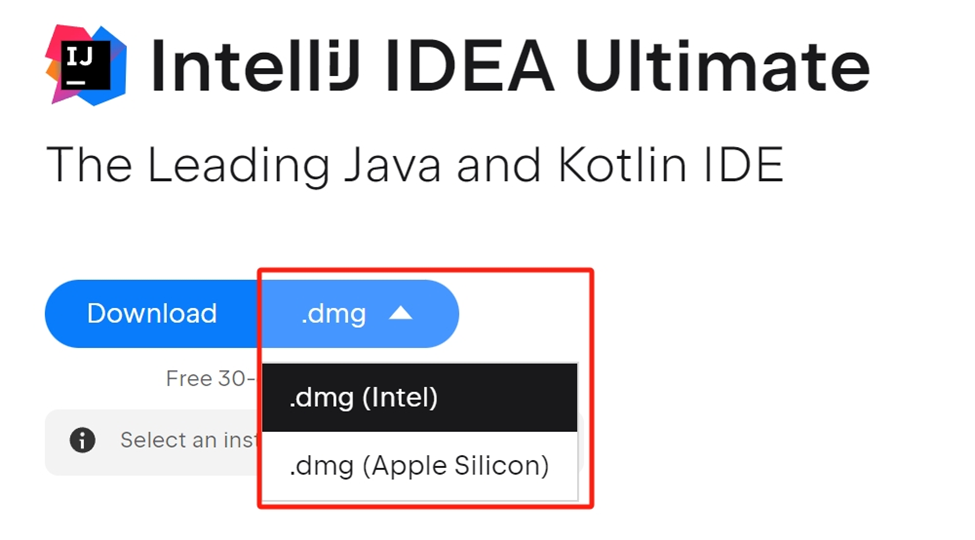 IJ
IntelliJ IDEA Ultimate
The Leading Java and Kotlin IDE
Download .dmg
Free 30-
.dmg (Intel)
Select an
.dmg (Apple Silicon)